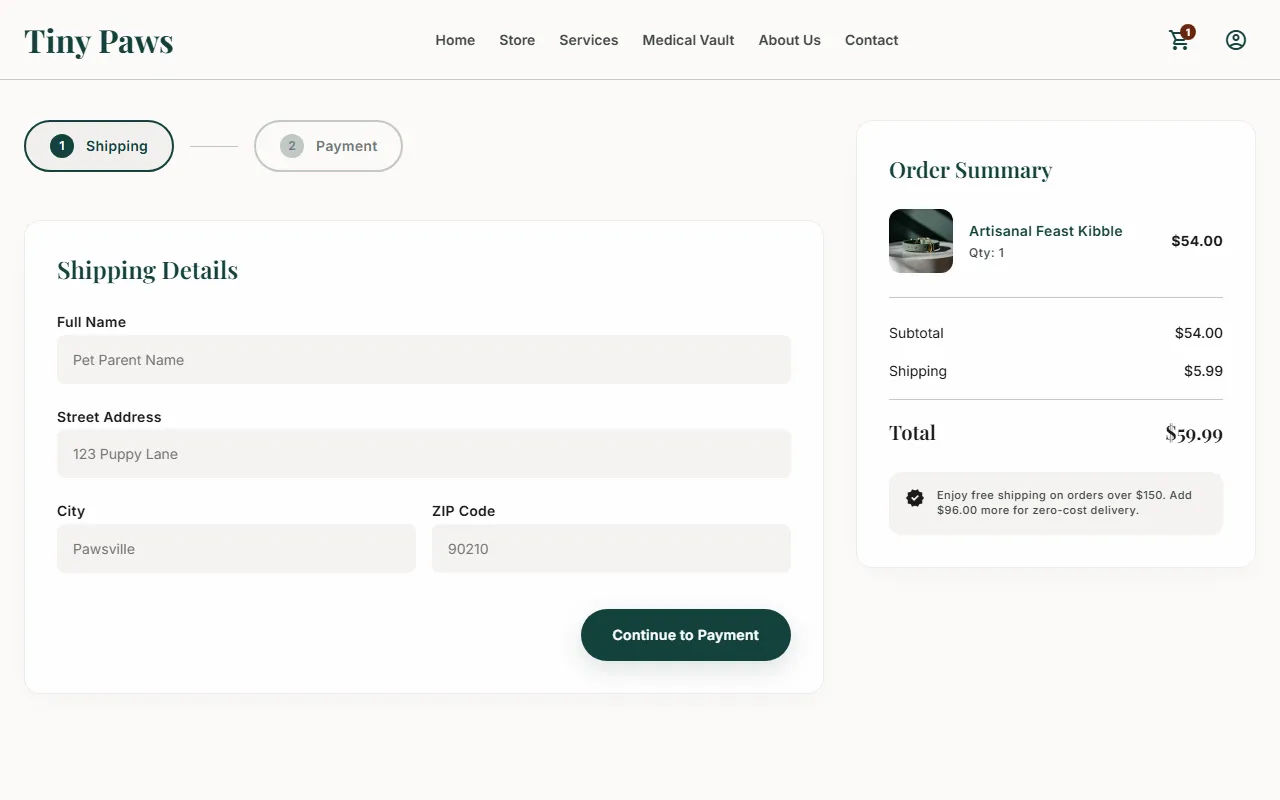 Tiny Paws
Home
Store
Services
Medical Vault
About Us
Contact
1
1
Shipping
2
Payment
Shipping Details
Full Name
Pet Parent Name
Street Address
123 Puppy Lane
City
ZIP Code
Pawsville
90210
Continue to Payment
Order Summary
Artisanal Feast Kibble
Qty: 1
$54.00
Subtotal
$54.00
Shipping
$5.99
Total
$59.99
Enjoy free shipping on orders over $150. Add
$96.00 more for zero-cost delivery.